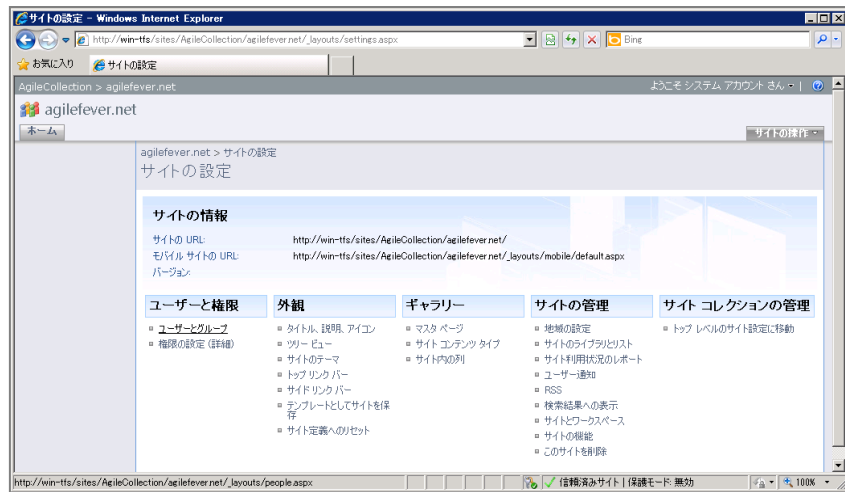 サイトの設定 - Windows Internet Explorer
http://win-tfs/sites/AgileCollection/agilefever.net/_layouts/settings.aspx
Bing
お気に入り
サイトの設定
AgileCollection > agilefever.net
ようこそ システム アカウント さん
agilefever.net
ホーム
サイトの操作
agilefever.net > サイトの設定
サイトの設定
サイトの情報
サイトの URL: http://win-tfs/sites/AgileCollection/agilefever.net/
モバイル サイトの URL: http://win-tfs/sites/AgileCollection/agilefever.net/_layouts/mobile/default.aspx
バージョン:
ユーザーと権限
ユーザーとグループ
権限の設定 (詳細)
外観
タイトル、説明、アイコン
ツリー ビュー
サイトのテーマ
トップ リンク バー
サイド リンク バー
テンプレートとしてサイトを保
存
サイト定義へのリセット
ギャラリー
マスタ ページ
サイト コンテンツ タイプ
サイト内の列
サイトの管理
地域の設定
サイトのライブラリとリスト
サイト利用状況のレポート
ユーザー通知
RSS
検索結果への表示
サイトとワークスペース
サイトの機能
このサイトを削除
サイト コレクションの管理
トップ レベルのサイト設定に移動
http://win-tfs/sites/AgileCollection/agilefever.net/_layouts/people.aspx
信頼済みサイト | 保護モード: 無効
100%